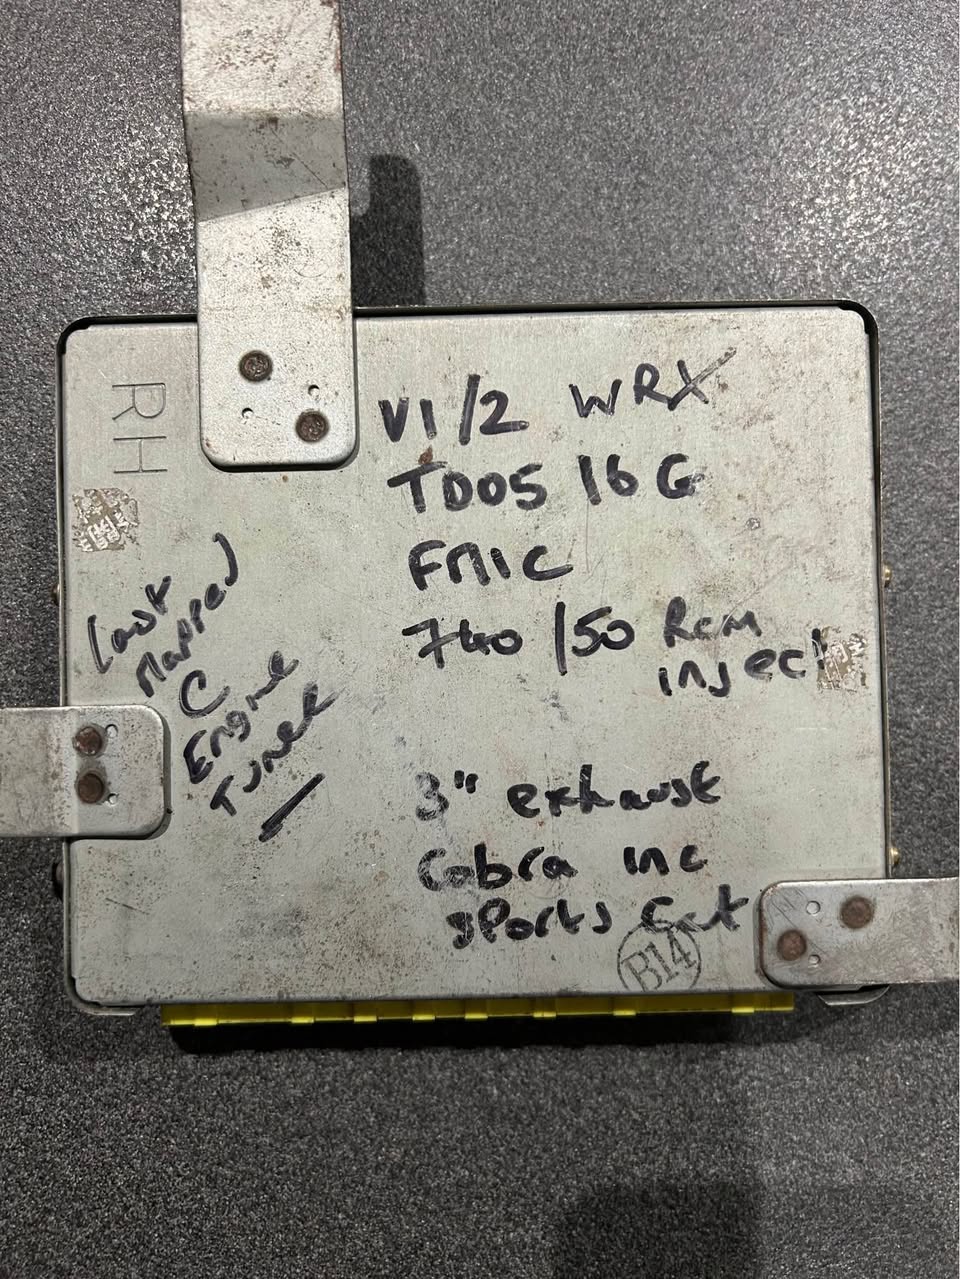 RH
V1/2 WRX
TD05 16G
FMIC
740/50 Rcm
inject
3" exhaust
Cobra inc
sports Cat
B14
Last
Mapped
C
Engine
Tuner